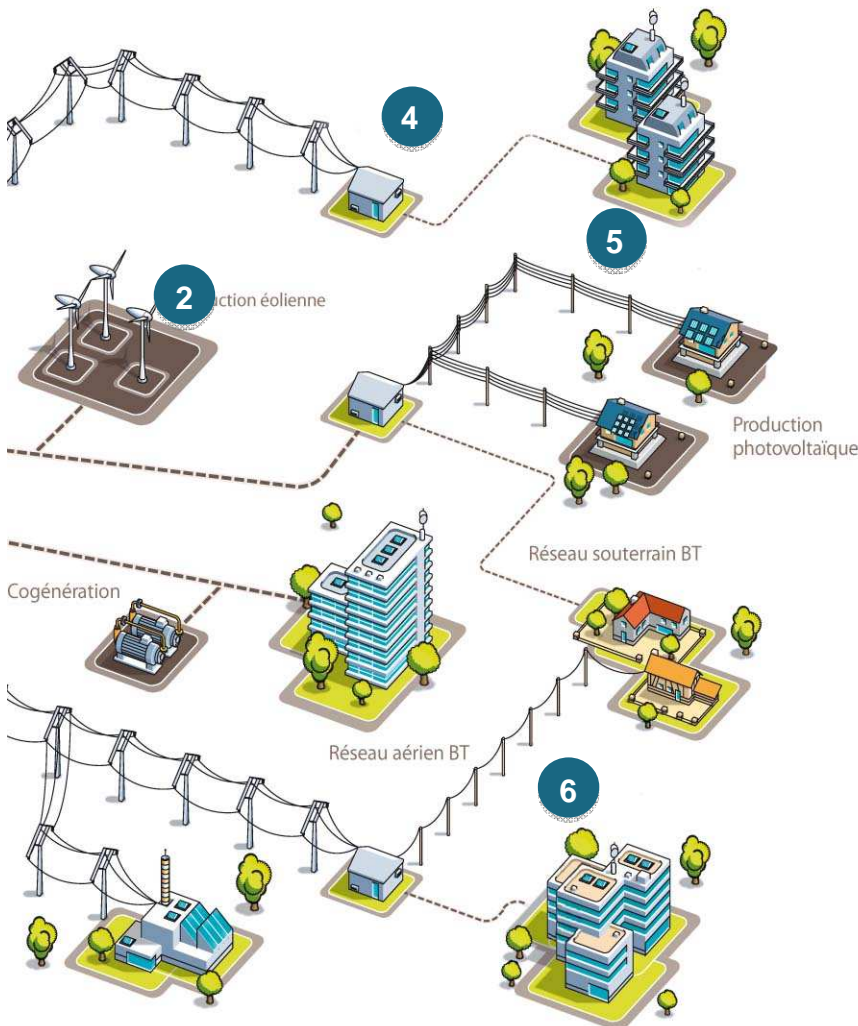 4
5
2
uction éolienne
Production
photovoltaïque
Réseau souterrain BT
Cogénération
Réseau aérien BT
6